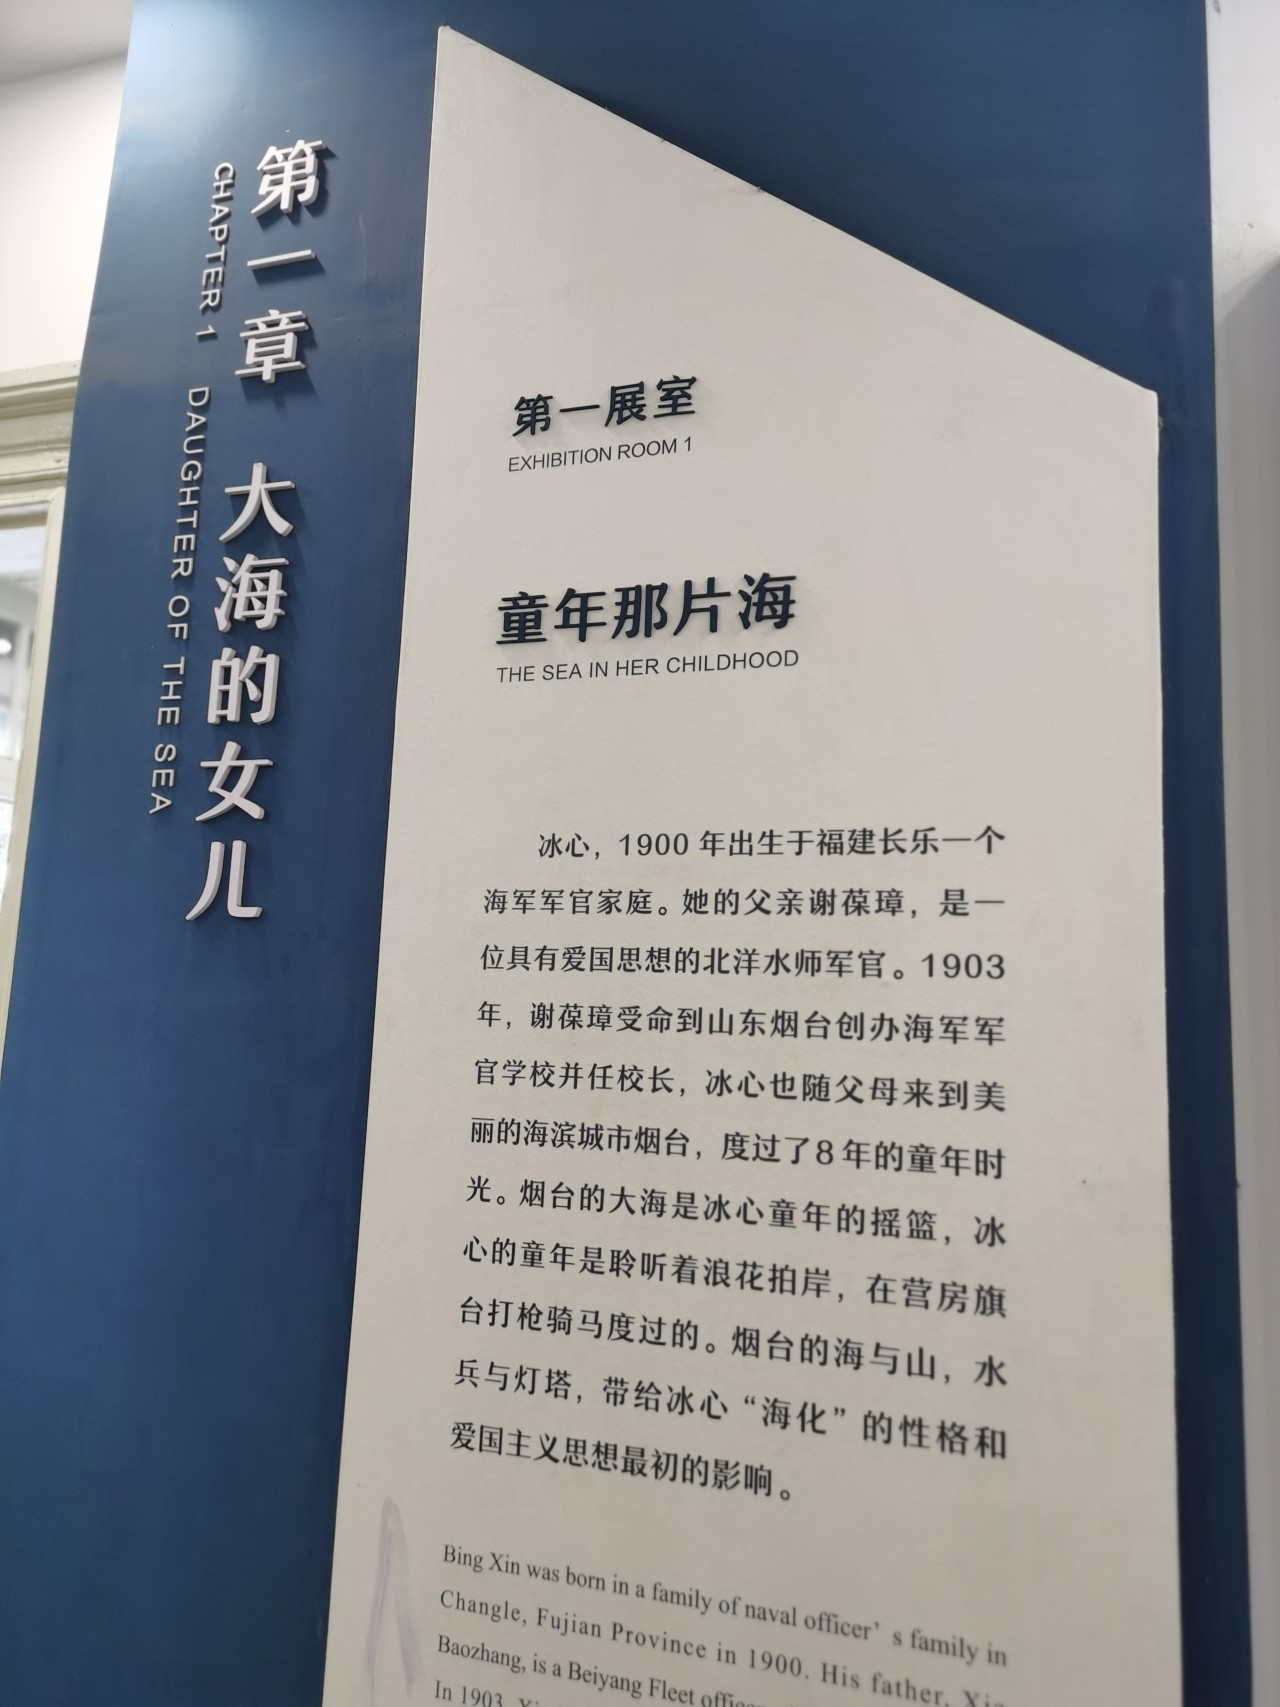 第一章 大海的女儿
CHAPTER 1 DAUGHTER OF THE SEA
第一展室
EXHIBITION ROOM 1
童年那片海
THE SEA IN HER CHILDHOOD
冰心，1900 年出生于福建长乐一个
海军军官家庭。她的父亲谢葆璋，是一
位具有爱国思想的北洋水师军官。1903
年，谢葆璋受命到山东烟台创办海军军
官学校并任校长，冰心也随父母来到美
丽的海滨城市烟台，度过了8年的童年时
光。烟台的大海是冰心童年的摇篮，冰
心的童年是聆听着浪花拍岸，在营房旗
台打枪骑马度过的。烟台的海与山，水
兵与灯塔，带给冰心“海化”的性格和
爱国主义思想最初的影响。
Bing Xin was born in a family of naval officer’ s family in
Changle, Fujian Province in 1900. His father, Xie
Baozhang, is a Beiyang Fleet
In 1903,